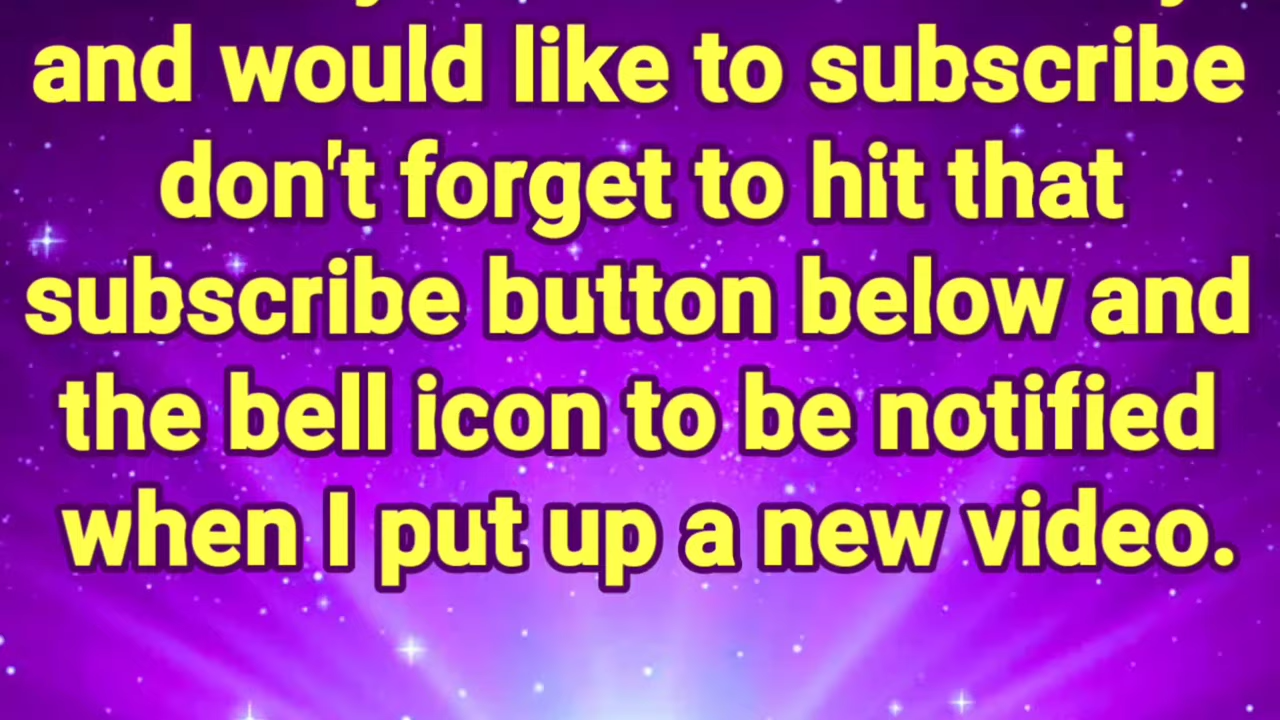 and would like to subscribe
don't forget to hit that
subscribe button below and
the bell icon to be notified
when I put up a new video.